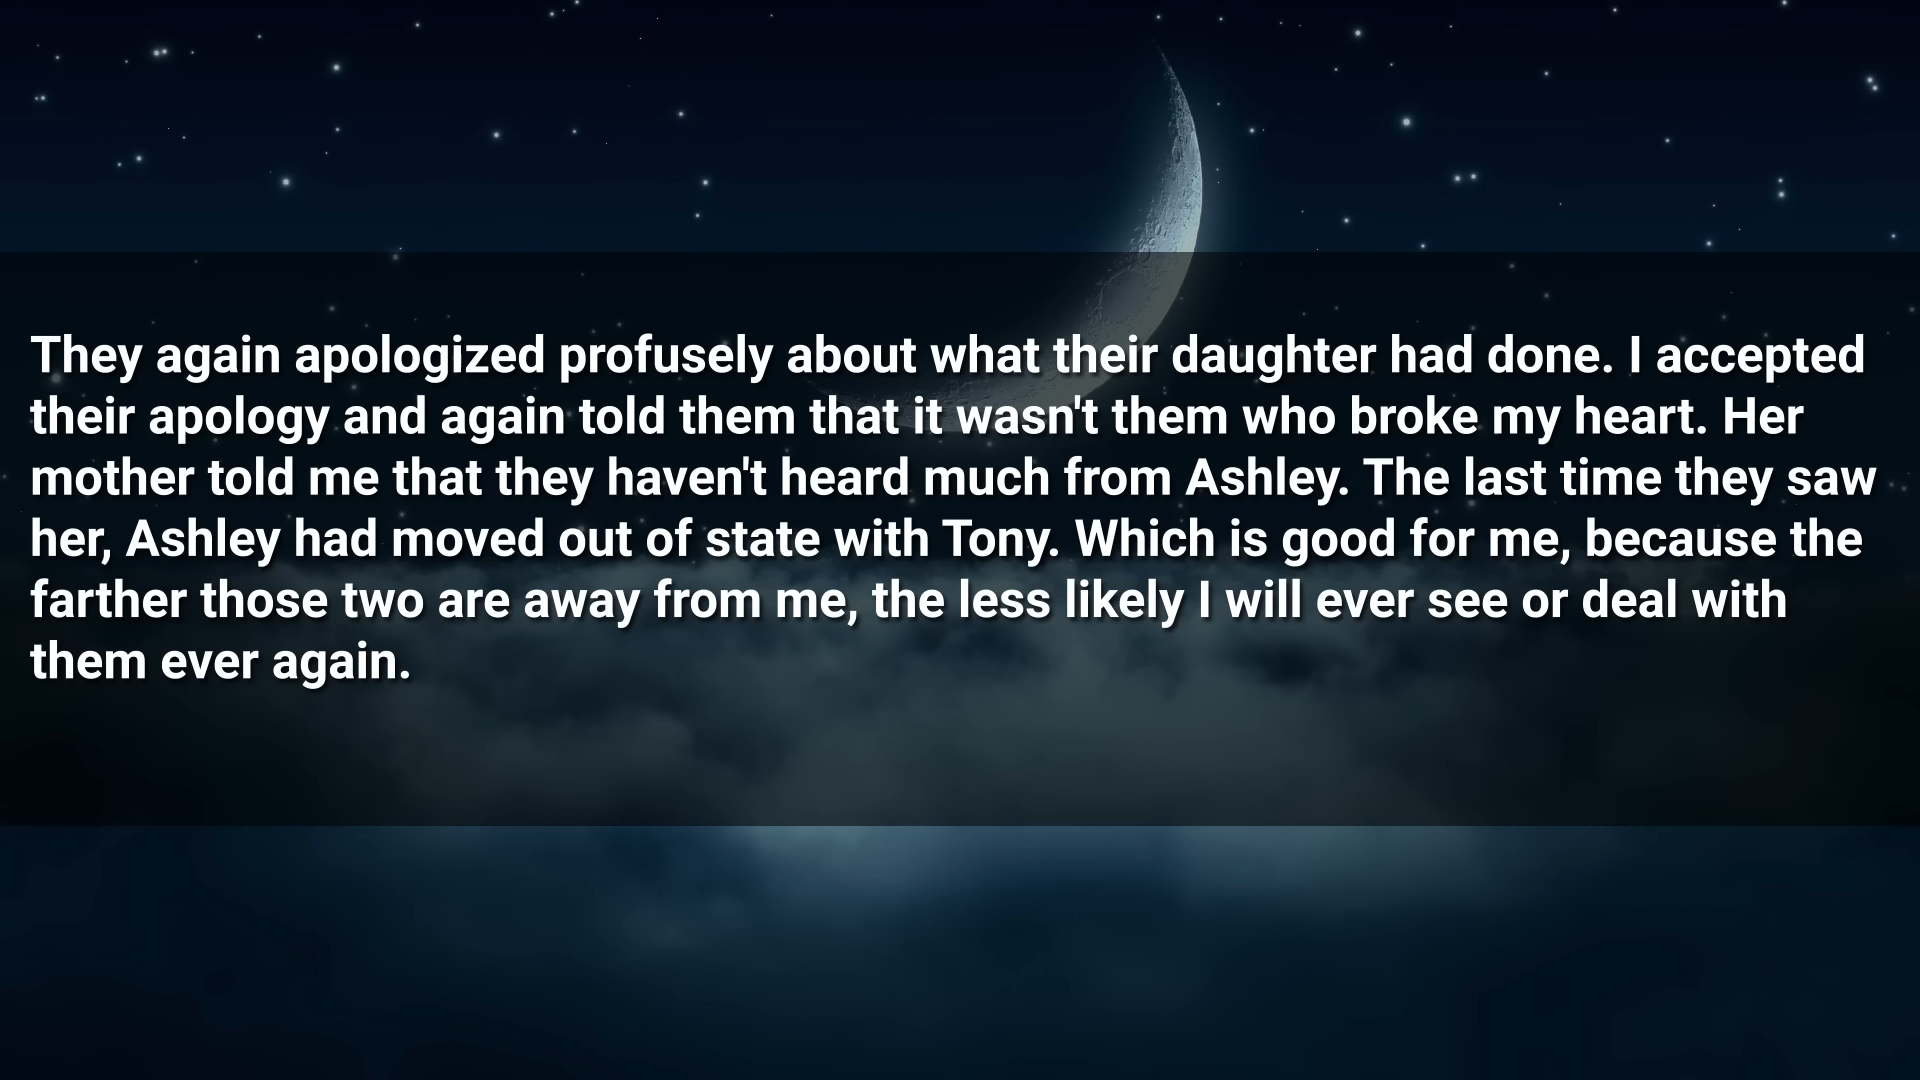 They again apologized profusely about what their daughter had done. I accepted
their apology and again told them that it wasn't them who broke my heart. Her
mother told me that they haven't heard much from Ashley. The last time they saw
her, Ashley had moved out of state with Tony. Which is good for me, because the
farther those two are away from me, the less likely I will ever see or deal with
them ever again.